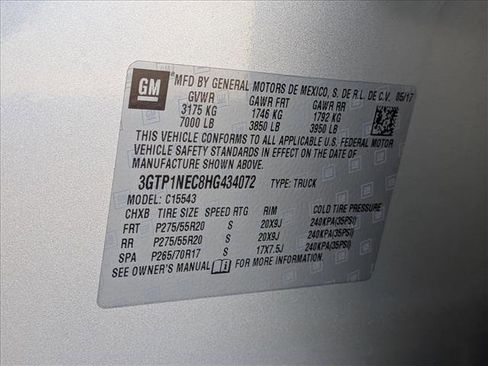 GM
MFD BY GENERAL MOTORS DE MEXICO, S. DE R.L. DE C.V. 05/17
GVWR GAWR FRT GAWR RR
3175 KG 1746 KG 1792 KG
7000 LB 3850 LB 3950 LB
THIS VEHICLE CONFORMS TO ALL APPLICABLE U.S. FEDERAL MOTOR
VEHICLE SAFETY STANDARDS IN EFFECT ON THE DATE OF
MANUFACTURE SHOWN ABOVE.
3GTP1NEC8HG434072 TYPE: TRUCK
MODEL: C15543
CHXB TIRE SIZE SPEED RTG RIM COLD TIRE PRESSURE
FRT P275/55R20 S 20X9J 240KPA(35PSI)
RR P275/55R20 S 20X9J 240KPA(35PSI)
SPA P265/70R17 S 17X7.5J 240KPA(35PSI)
SEE OWNER'S MANUAL FOR MORE INFORMATION.